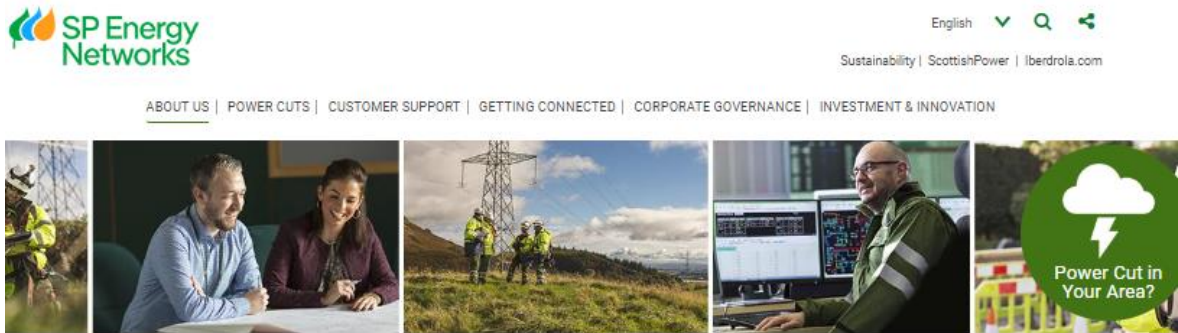 SP Energy
Networks
English
Sustainability | ScottishPower | Iberdrola.com
ABOUT US | POWER CUTS | CUSTOMER SUPPORT | GETTING CONNECTED | CORPORATE GOVERNANCE | INVESTMENT & INNOVATION
Power Cut in
Your Area?